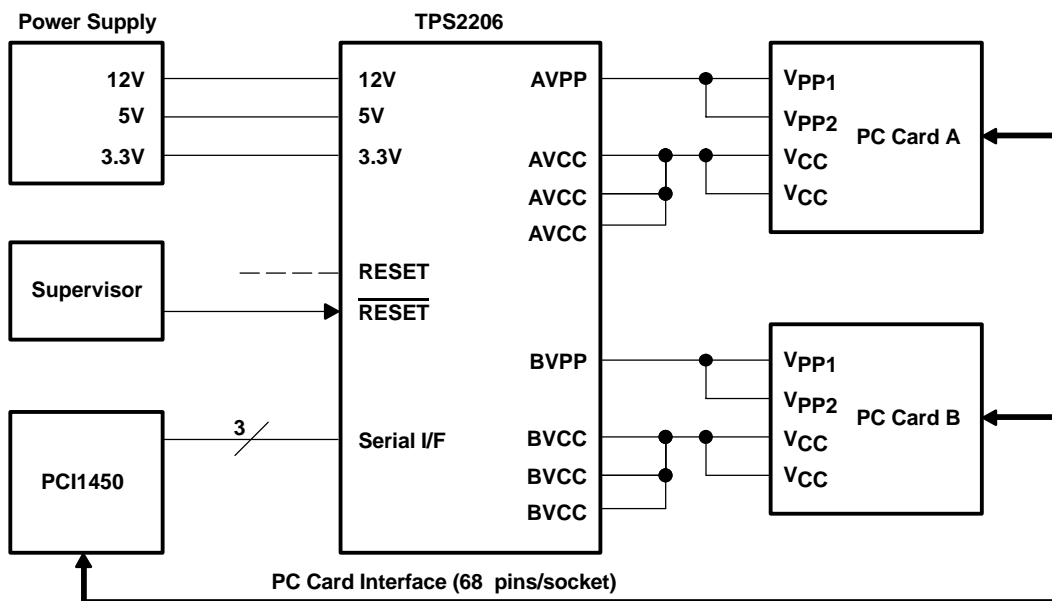 Power Supply
12V
5V
3.3V
Supervisor
PCI1450
3
TPS2206
12V
5V
3.3V
RESET
RESET
Serial I/F
AVPP
AVCC
AVCC
AVCC
BVPP
BVCC
BVCC
BVCC
VPP1
VPP2
VCC
VCC
PC Card A
VPP1
VPP2
VCC
VCC
PC Card B
PC Card Interface (68 pins/socket)